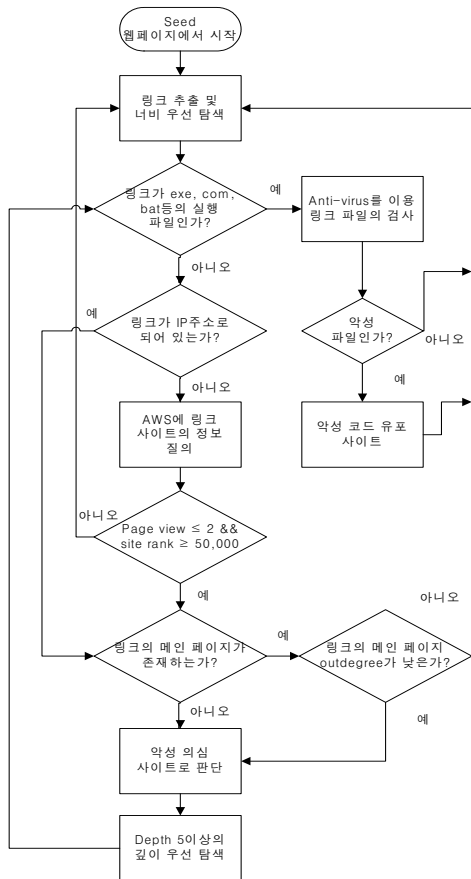 Seed
웹페이지에서 시작
링크 추출 및
너비 우선 탐색
링크가 exe, com,
bat등의 실행
파일인가?
예
Anti-virus를 이용
링크 파일의 검사
아니오
예
링크가 IP주소로
되어 있는가?
악성
파일인가?
아니오
아니오
예
AWS에 링크
사이트의 정보
질의
악성 코드 유포
사이트
아니오
Page view ≤ 2 &&
site rank ≥ 50,000
예
아니오
링크의 메인 페이지가
존재하는가?
예
링크의 메인 페이지
outdegree가 낮은가?
아니오
예
악성 의심
사이트로 판단
Depth 5이상의
깊이 우선 탐색